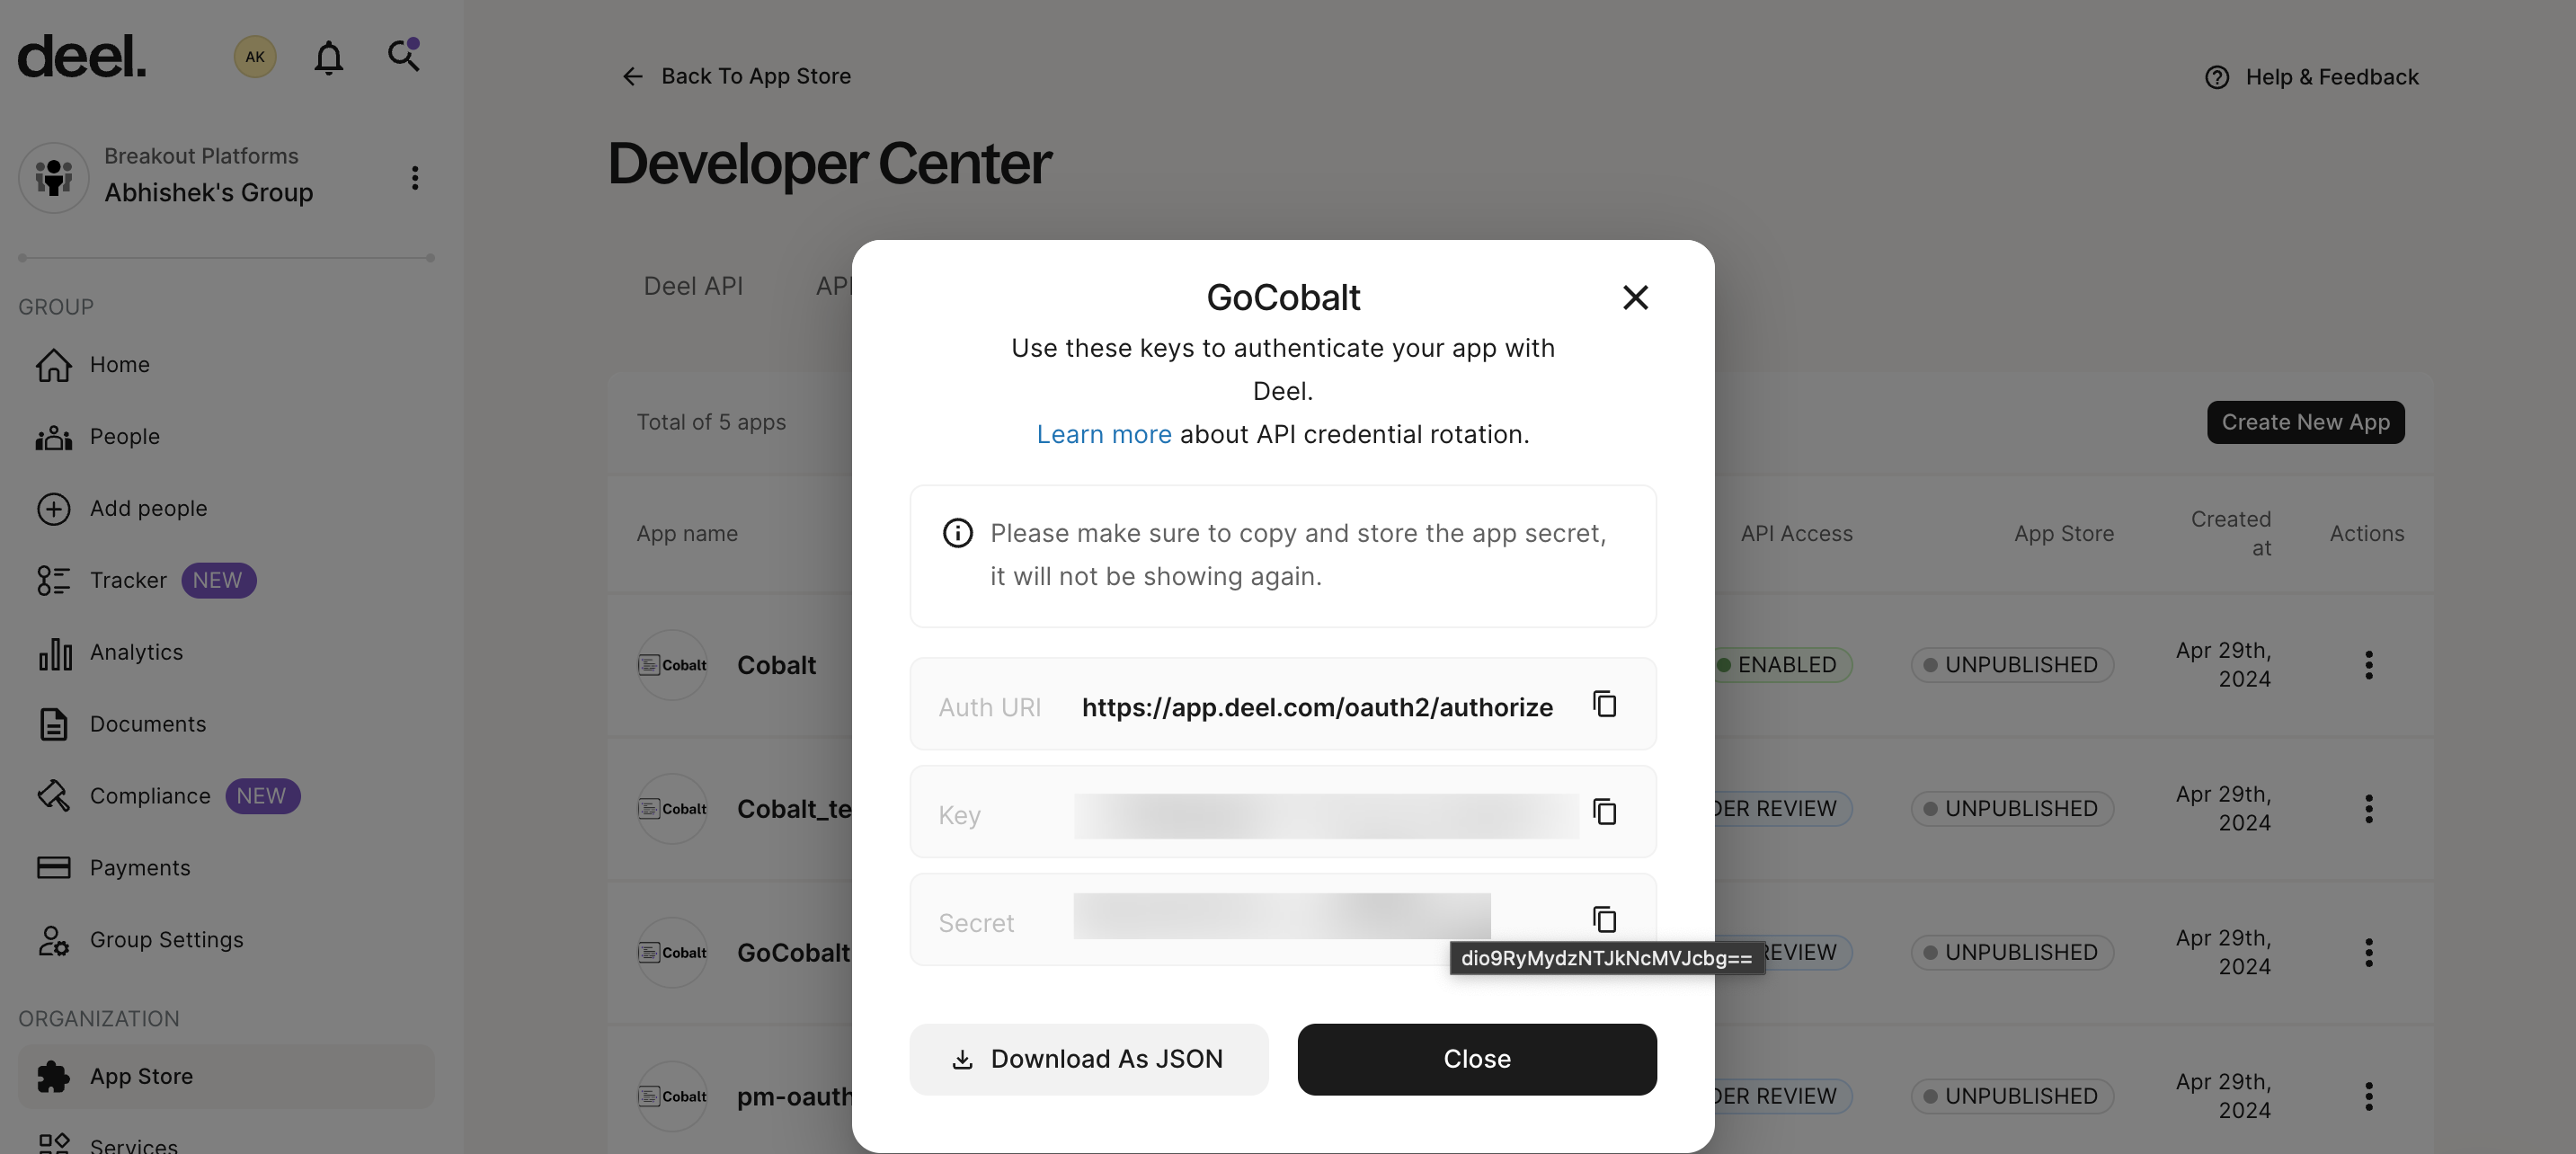 deel.
AK
Breakout Platforms
Abhishek's Group
GROUP
Home
People
Add people
Tracker NEW
Analytics
Documents
Compliance NEW
Payments
Group Settings
ORGANIZATION
App Store
Services
Back To App Store
Help & Feedback
Developer Center
Deel API
Total of 5 apps
Create New App
App name
API Access
App Store
Created
at
Actions
Cobalt
Cobalt
ENABLED
UNPUBLISHED
Apr 29th,
2024
Cobalt
Cobalt_te
DER REVIEW
UNPUBLISHED
Apr 29th,
2024
Cobalt
GoCobalt
REVIEW
UNPUBLISHED
Apr 29th,
2024
Cobalt
pm-oauth
DER REVIEW
UNPUBLISHED
Apr 29th,
2024
GoCobalt
Use these keys to authenticate your app with
Deel.
Learn more about API credential rotation.
Please make sure to copy and store the app secret,
it will not be showing again.
Auth URI https://app.deel.com/oauth2/authorize
Key
Secret
dio9RyMydzNTJkNcMVJcbg==
Download As JSON
Close